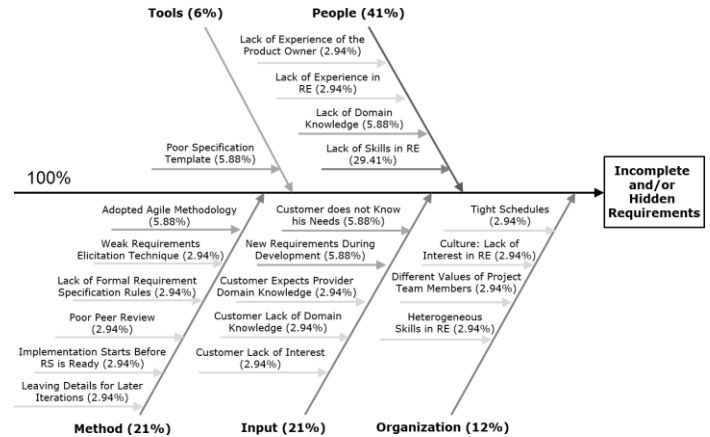 Tools (6%)
People (41%)
Lack of Experience of the
Product Owner (2.94%)
Lack of Experience in
RE (2.94%)
Lack of Domain
Knowledge (5.88%)
Poor Specification
Template (5.88%)
Lack of Skills in RE
(29.41%)
100%
Incomplete
and/or
Hidden
Requirements
Adopted Agile Methodology
(5.88%)
Weak Requirements
Elicitation Technique (2.94%)
Lack of Formal Requirement
Specification Rules (2.94%)
Poor Peer Review
(2.94%)
Implementation Starts Before
RS is Ready (2.94%)
Leaving Details for Later
Iterations (2.94%)
Method (21%)
Customer does not Know
his Needs (5.88%)
New Requirements During
Development (5.88%)
Customer Expects Provider
Domain Knowledge (2.94%)
Customer Lack of Domain
Knowledge (2.94%)
Customer Lack of Interest
(2.94%)
Input (21%)
Tight Schedules
(2.94%)
Culture: Lack of
Interest in RE (2.94%)
Different Values of Project
Team Members (2.94%)
Heterogeneous
Skills in RE (2.94%)
Organization (12%)